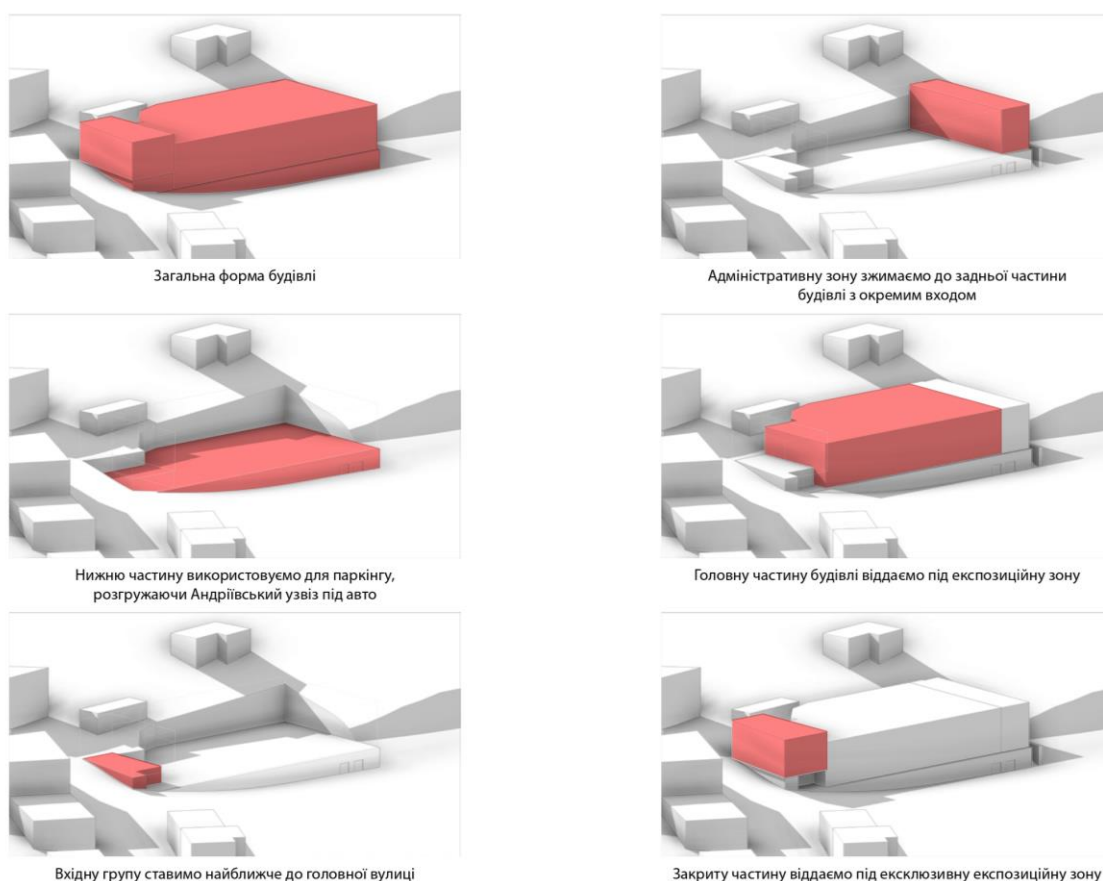 Загальна форма будівлі
Адміністративну зону зжимаємо до задньої частини
будівлі з окремим входом
Нижню частину використовуємо для паркінгу,
розгружаючи Андріївський узвіз під авто
Головну частину будівлі віддаємо під експозиційну зону
Вхідну групу ставимо найближче до головної вулиці
Закриту частину віддаємо під ексклюзивну експозиційну зону